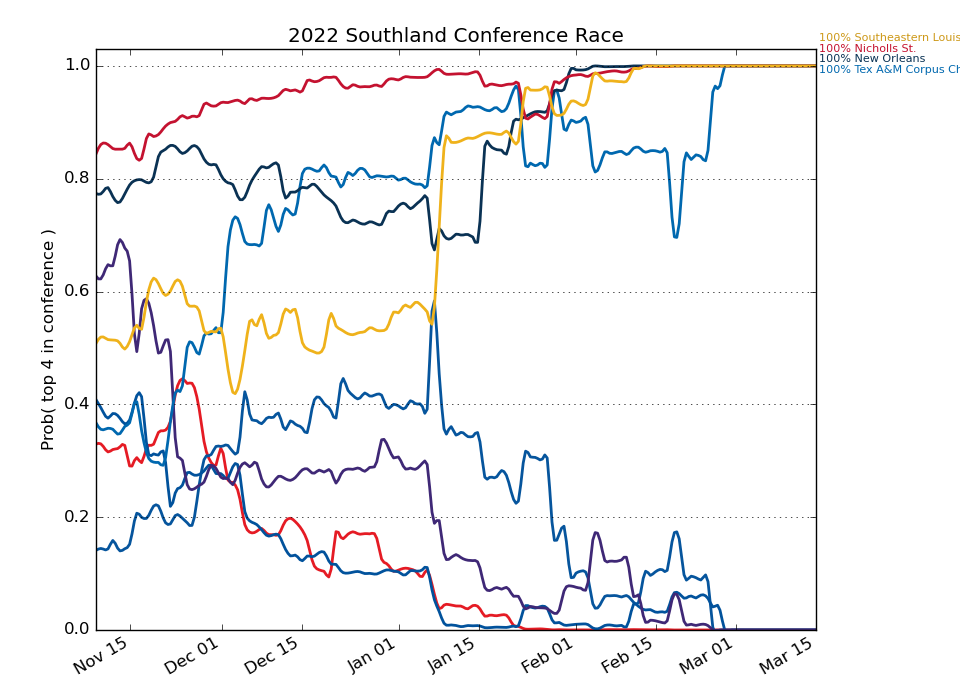 2022 Southland Conference Race
100% Southeastern Louis
100% Nicholls St.
100% New Orleans
100% Tex A&M Corpus Ch
Prob( top 4 in conference )
1.0
0.8
0.6
0.4
0.2
0.0
Nov 15
Dec 01
Dec 15
Jan 01
Jan 15
Feb 01
Feb 15
Mar 01
Mar 15